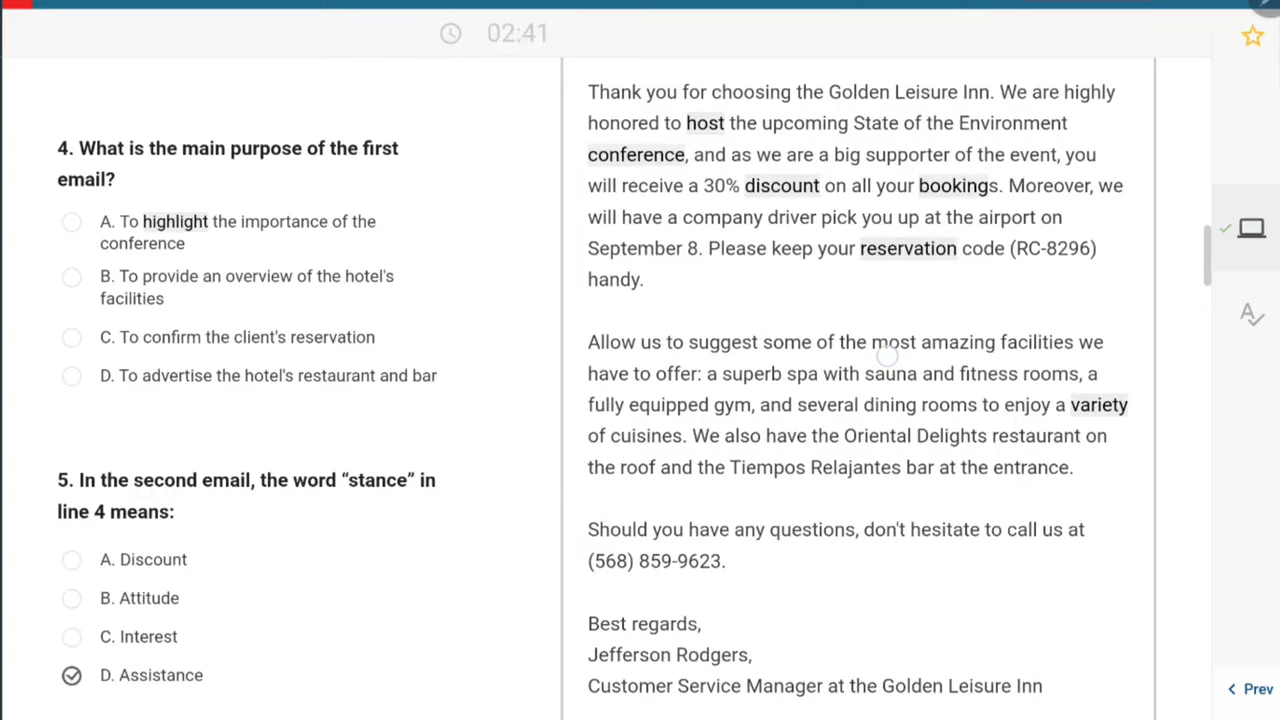 02:41
4. What is the main purpose of the first
email?
A. To highlight the importance of the
conference
B. To provide an overview of the hotel's
facilities
C. To confirm the client's reservation
D. To advertise the hotel's restaurant and bar
5. In the second email, the word “stance” in
line 4 means:
A. Discount
B. Attitude
C. Interest
D. Assistance
Thank you for choosing the Golden Leisure Inn. We are highly
honored to host the upcoming State of the Environment
conference, and as we are a big supporter of the event, you
will receive a 30% discount on all your bookings. Moreover, we
will have a company driver pick you up at the airport on
September 8. Please keep your reservation code (RC-8296)
handy.
Allow us to suggest some of the most amazing facilities we
have to offer: a superb spa with sauna and fitness rooms, a
fully equipped gym, and several dining rooms to enjoy a variety
of cuisines. We also have the Oriental Delights restaurant on
the roof and the Tiempos Relajantes bar at the entrance.
Should you have any questions, don't hesitate to call us at
(568) 859-9623.
Best regards,
Jefferson Rodgers,
Customer Service Manager at the Golden Leisure Inn
Prev